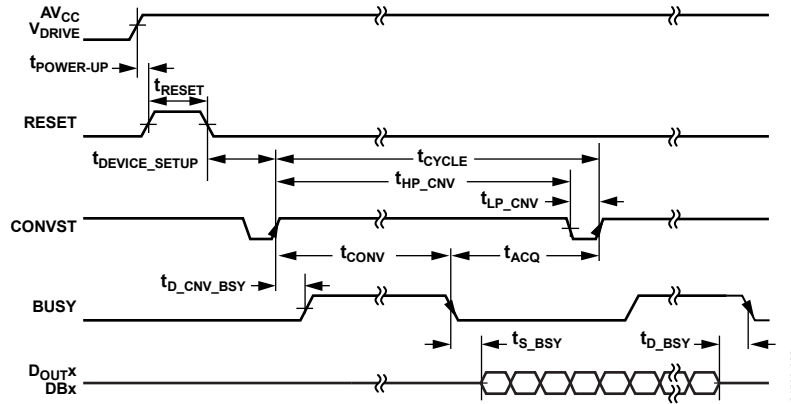 AVCC
VDRIVE
tPOWER-UP
tRESET
RESET
tDEVICE_SETUP
tCYCLE
tHP_CNV
tLP_CNV
CONVST
tCONV
tACQ
tD_CNV_BSY
BUSY
tS_BSY
tD_BSY
DOUTx
DBx